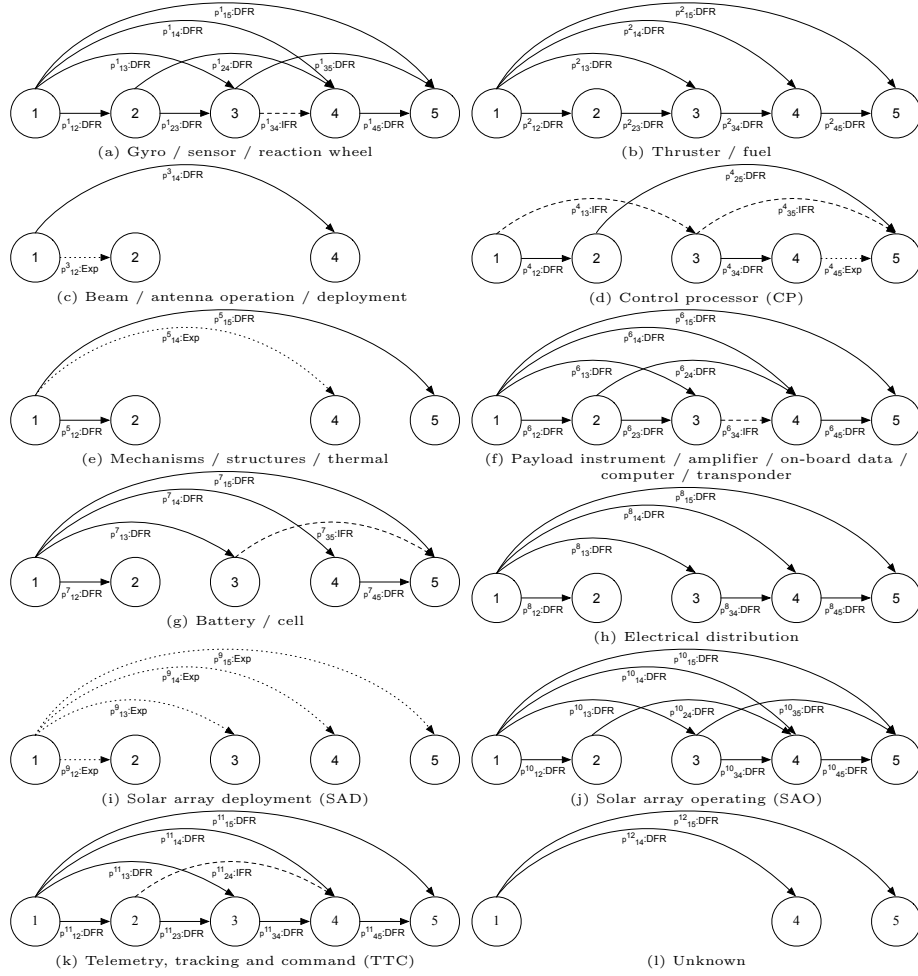 p¹₁₅:DFR
p¹₁₄:DFR
p¹₁₃:DFR p¹₂₄:DFR p¹₃₅:DFR
1 2 3 4 5
p¹₁₂:DFR p¹₂₃:DFR p¹₃₄:IFR p¹₄₅:DFR
(a) Gyro / sensor / reaction wheel
p²₁₅:DFR
p²₁₄:DFR
p²₁₃:DFR
1 2 3 4 5
p²₁₂:DFR p²₂₃:DFR p²₃₄:DFR p²₄₅:DFR
(b) Thruster / fuel
p³₁₄:DFR
1 2 4
p³₁₂:Exp
(c) Beam / antenna operation / deployment
p⁴₂₅:DFR
p⁴₁₃:IFR p⁴₃₅:IFR
1 2 3 4 5
p⁴₁₂:DFR p⁴₃₄:DFR p⁴₄₅:Exp
(d) Control processor (CP)
p⁵₁₅:DFR
p⁵₁₄:Exp
1 2 4 5
p⁵₁₂:DFR
(e) Mechanisms / structures / thermal
p⁶₁₅:DFR
p⁶₁₄:DFR
p⁶₁₃:DFR p⁶₂₄:DFR
1 2 3 4 5
p⁶₁₂:DFR p⁶₂₃:DFR p⁶₃₄:IFR p⁶₄₅:DFR
(f) Payload instrument / amplifier / on-board data /
computer / transponder
p⁷₁₅:DFR
p⁷₁₄:DFR
p⁷₁₃:DFR p⁷₃₅:IFR
1 2 3 4 5
p⁷₁₂:DFR p⁷₄₅:DFR
(g) Battery / cell
p⁸₁₅:DFR
p⁸₁₄:DFR
p⁸₁₃:DFR
1 2 3 4 5
p⁸₁₂:DFR p⁸₃₄:DFR p⁸₄₅:DFR
(h) Electrical distribution
p⁹₁₅:Exp
p⁹₁₄:Exp
p⁹₁₃:Exp
1 2 3 4 5
p⁹₁₂:Exp
(i) Solar array deployment (SAD)
p¹⁰₁₅:DFR
p¹⁰₁₄:DFR
p¹⁰₁₃:DFR p¹⁰₂₄:DFR p¹⁰₃₅:DFR
1 2 3 4 5
p¹⁰₁₂:DFR p¹⁰₃₄:DFR p¹⁰₄₅:DFR
(j) Solar array operating (SAO)
p¹¹₁₅:DFR
p¹¹₁₄:DFR
p¹¹₁₃:DFR p¹¹₂₄:IFR
1 2 3 4 5
p¹¹₁₂:DFR p¹¹₂₃:DFR p¹¹₃₄:DFR p¹¹₄₅:DFR
(k) Telemetry, tracking and command (TTC)
p¹²₁₅:DFR
p¹²₁₄:DFR
1 4 5
(l) Unknown